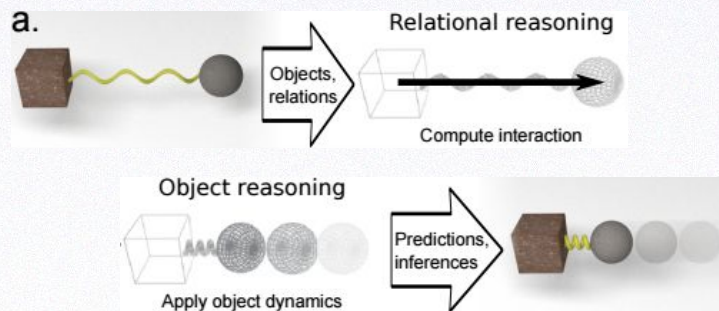 a.
Relational reasoning
Objects,
relations
Compute interaction
Object reasoning
Predictions,
inferences
Apply object dynamics